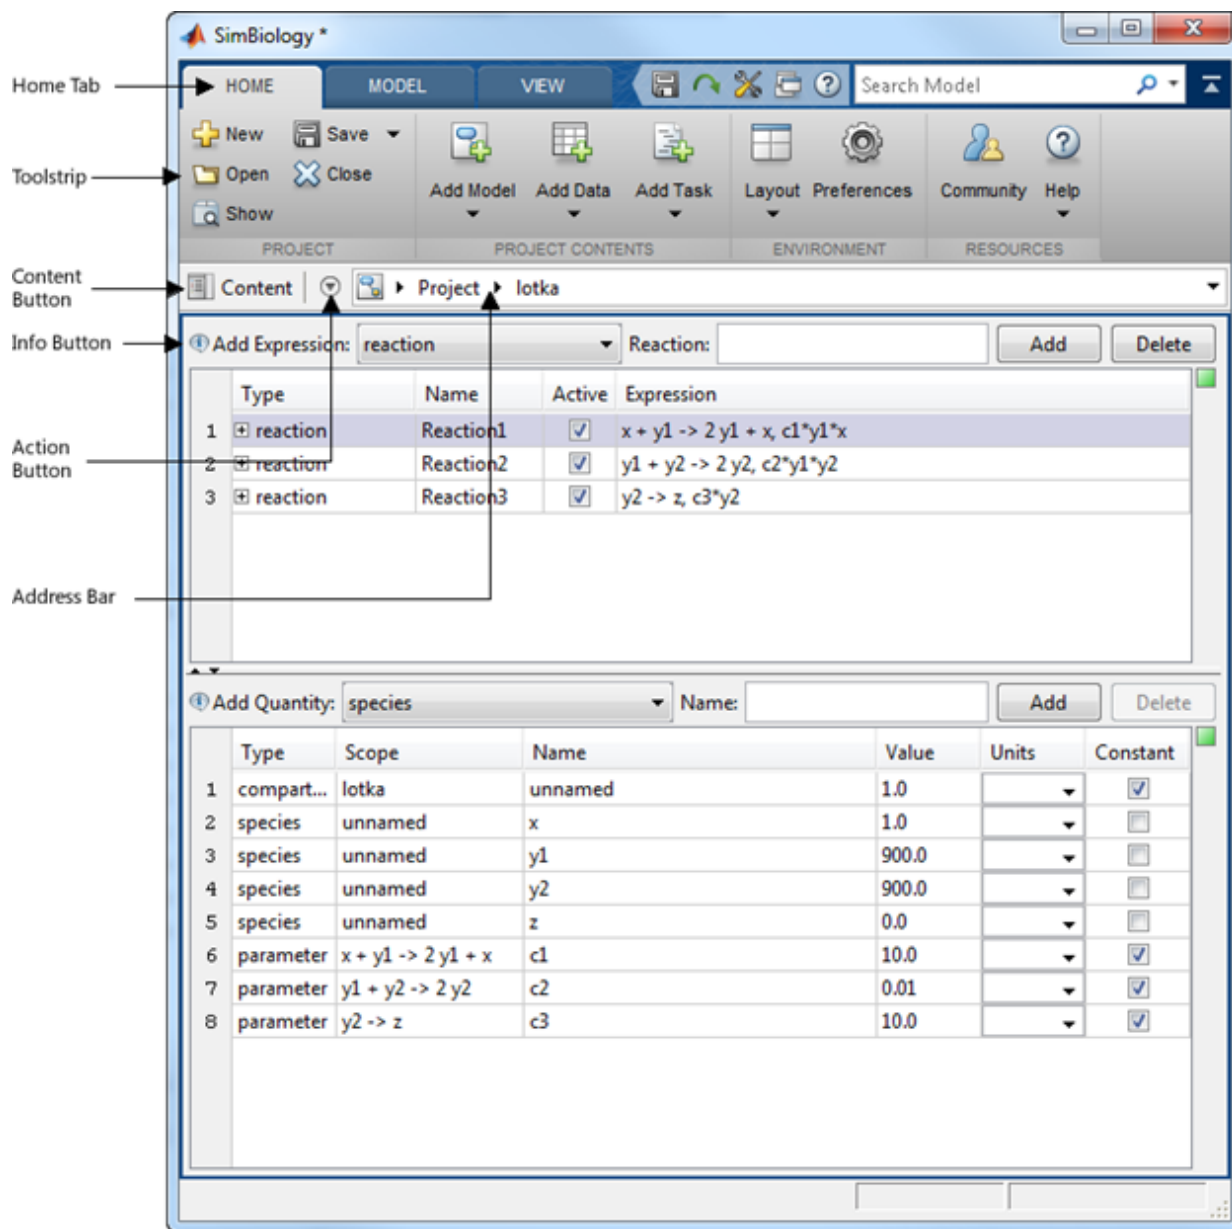 SimBiology *
Home Tab
HOME MODEL VIEW Search Model
New Save
Toolstrip
Open Close
Add Model Add Data Add Task Layout Preferences Community Help
Show
PROJECT PROJECT CONTENTS ENVIRONMENT RESOURCES
Content
Button
Content Project lotka
Info Button
Add Expression: reaction Reaction: Add Delete
Type Name Active Expression
1 reaction Reaction1 x + y1 -> 2 y1 + x, c1*y1*x
Action
Button
2 reaction Reaction2 y1 + y2 -> 2 y2, c2*y1*y2
3 reaction Reaction3 y2 -> z, c3*y2
Address Bar
Add Quantity: species Name: Add Delete
Type Scope Name Value Units Constant
1 compart... lotka unnamed 1.0
2 species unnamed x 1.0
3 species unnamed y1 900.0
4 species unnamed y2 900.0
5 species unnamed z 0.0
6 parameter x + y1 -> 2 y1 + x c1 10.0
7 parameter y1 + y2 -> 2 y2 c2 0.01
8 parameter y2 -> z c3 10.0